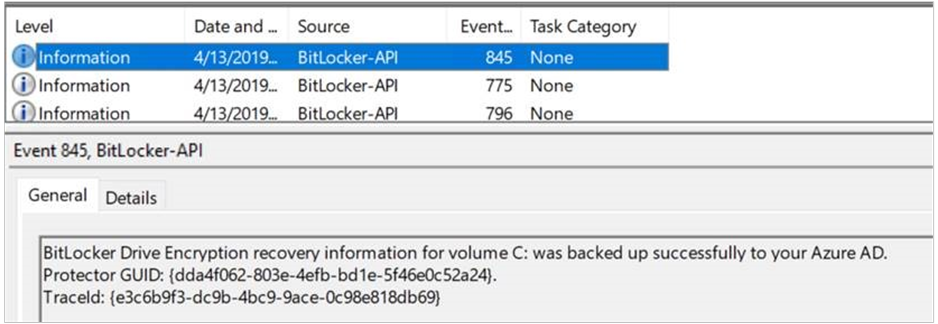 Level Date and ... Source Event... Task Category
Information 4/13/2019... BitLocker-API 845 None
Information 4/13/2019... BitLocker-API 775 None
Information 4/13/2019... BitLocker-API 796 None
Event 845, BitLocker-API
General Details
BitLocker Drive Encryption recovery information for volume C: was backed up successfully to your Azure AD.
Protector GUID: {dda4f062-803e-4efb-bd1e-5f46e0c52a24}.
TraceId: {e3c6b9f3-dc9b-4bc9-9ace-0c98e818db69}